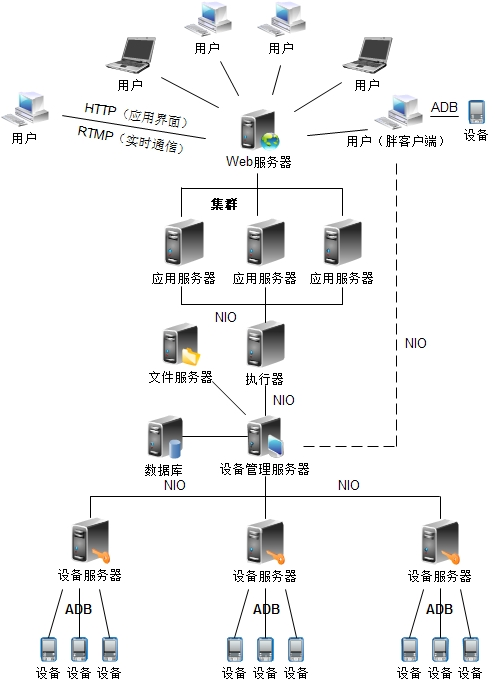 用户
用户
用户
用户
用户
HTTP（应用界面）
RTMP（实时通信）
ADB
设备
用户（胖客户端）
Web服务器
集群
应用服务器
应用服务器
应用服务器
NIO
NIO
文件服务器
执行器
NIO
数据库
设备管理服务器
NIO
NIO
设备服务器
设备服务器
设备服务器
ADB
ADB
ADB
设备
设备
设备
设备
设备
设备
设备
设备
设备